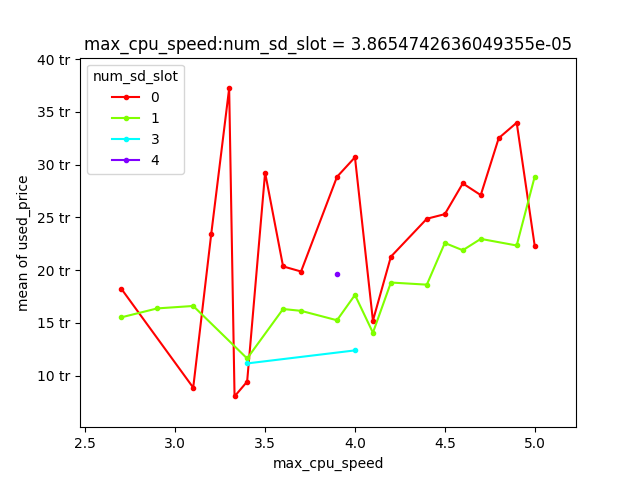 max_cpu_speed:num_sd_slot = 3.8654742636049355e-05
40 tr
35 tr
30 tr
25 tr
20 tr
15 tr
10 tr
mean of used_price
num_sd_slot
0
1
3
4
2.5
3.0
3.5
4.0
4.5
5.0
max_cpu_speed